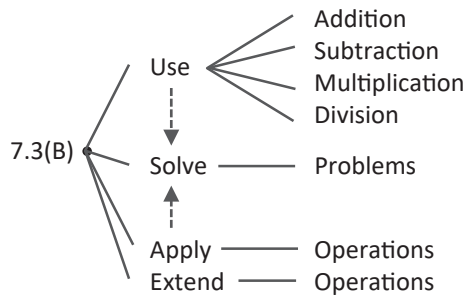 Addition
Subtraction
Use
Multiplication
Division
7.3(B)
Solve
Problems
Apply
Operations
Extend
Operations